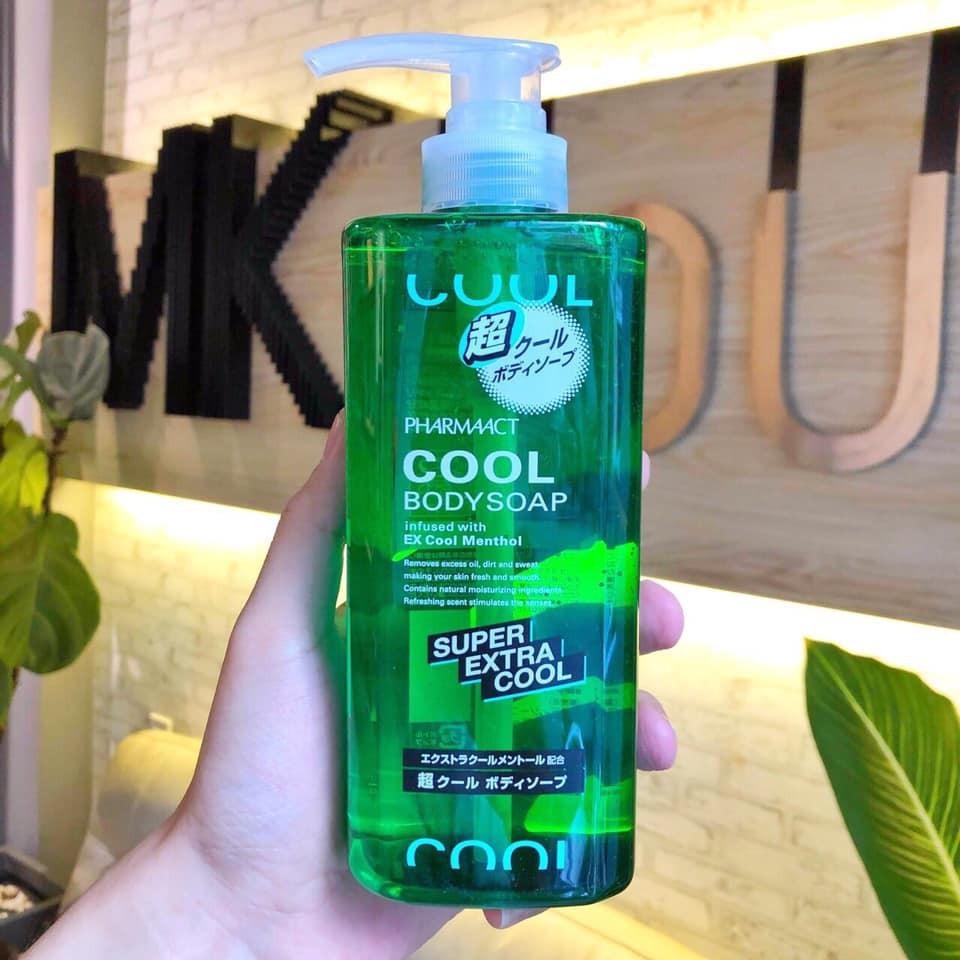 MK
OU
COOL
超クール
ボディソープ
PHARMAACT
COOL
BODY SOAP
infused with
EX Cool Menthol
Removes excess oil, dirt and sweat,
making your skin fresh and smooth.
Contains natural moisturizing ingredients.
Refreshing scent stimulates the senses.
SUPER
EXTRA
COOL
エクストラクールメントール配合
超クール ボディソープ
COOL